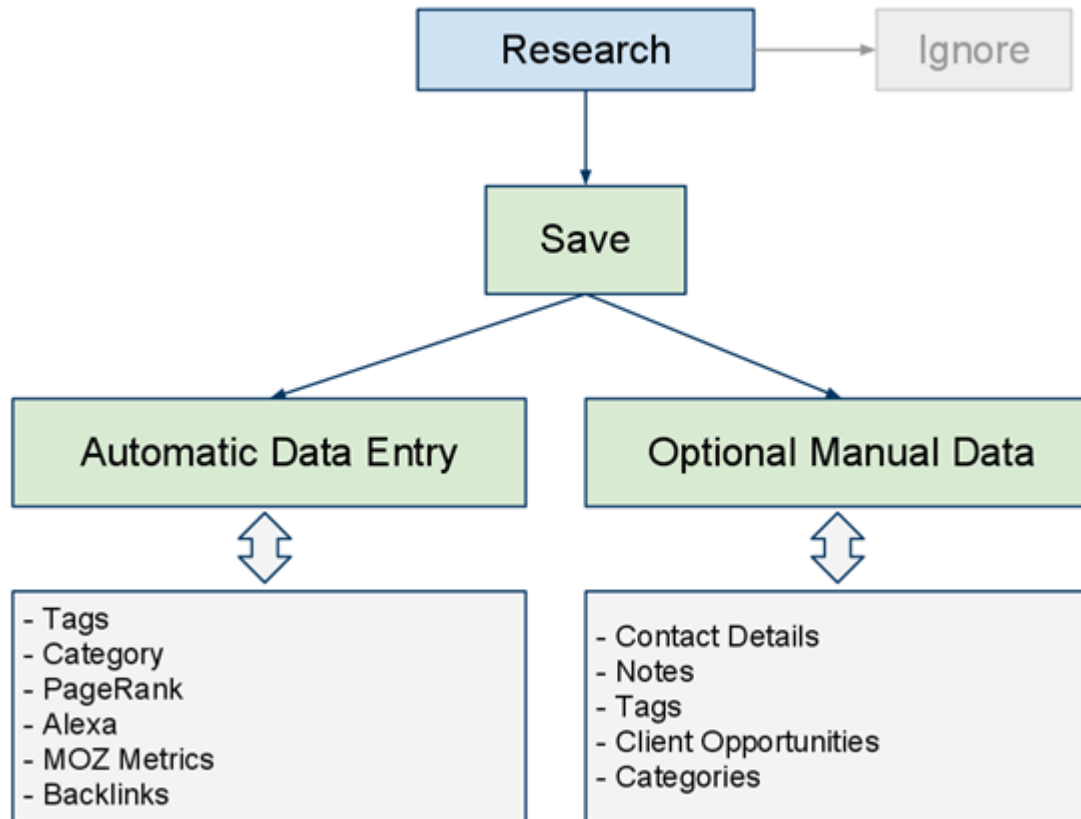 Research
Ignore
Save
Automatic Data Entry
Optional Manual Data
- Tags
- Category
- PageRank
- Alexa
- MOZ Metrics
- Backlinks
- Contact Details
- Notes
- Tags
- Client Opportunities
- Categories